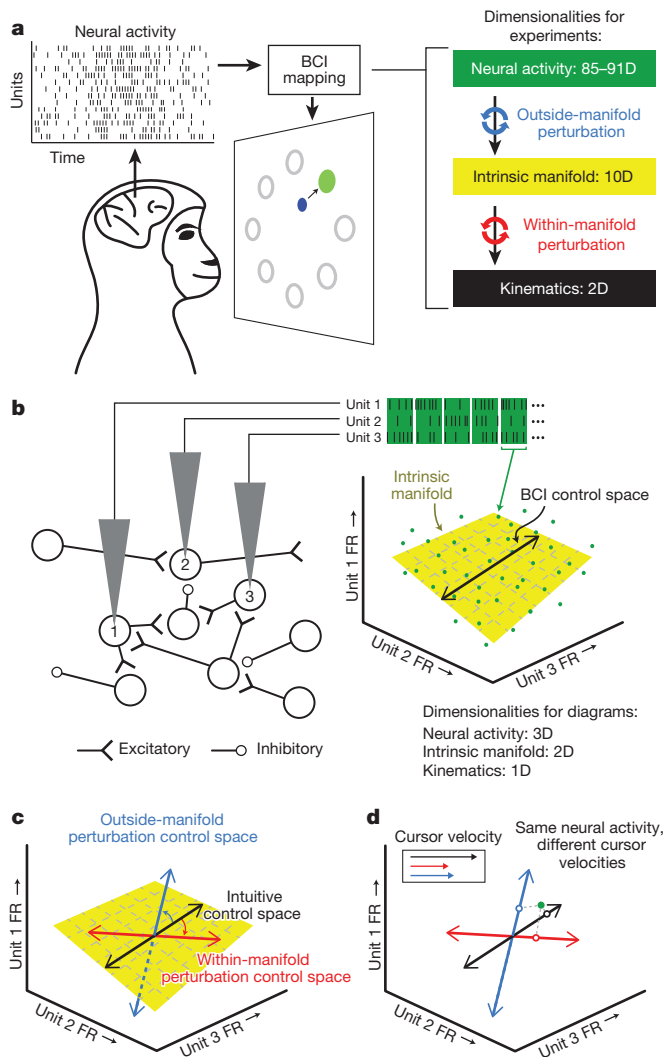 a
Neural activity
Units
Time
BCI
mapping
Dimensionalities for
experiments:
Neural activity: 85–91D
Outside-manifold
perturbation
Intrinsic manifold: 10D
Within-manifold
perturbation
Kinematics: 2D
b
Unit 1
Unit 2
Unit 3
Intrinsic
manifold
BCI control space
1
2
3
Unit 1 FR →
Unit 2 FR →
Unit 3 FR →
Excitatory
Inhibitory
Dimensionalities for diagrams:
Neural activity: 3D
Intrinsic manifold: 2D
Kinematics: 1D
c
Outside-manifold
perturbation control space
Intuitive
control space
Within-manifold
perturbation control space
Unit 1 FR →
Unit 2 FR →
Unit 3 FR →
d
Cursor velocity
Same neural activity,
different cursor
velocities
Unit 1 FR →
Unit 2 FR →
Unit 3 FR →